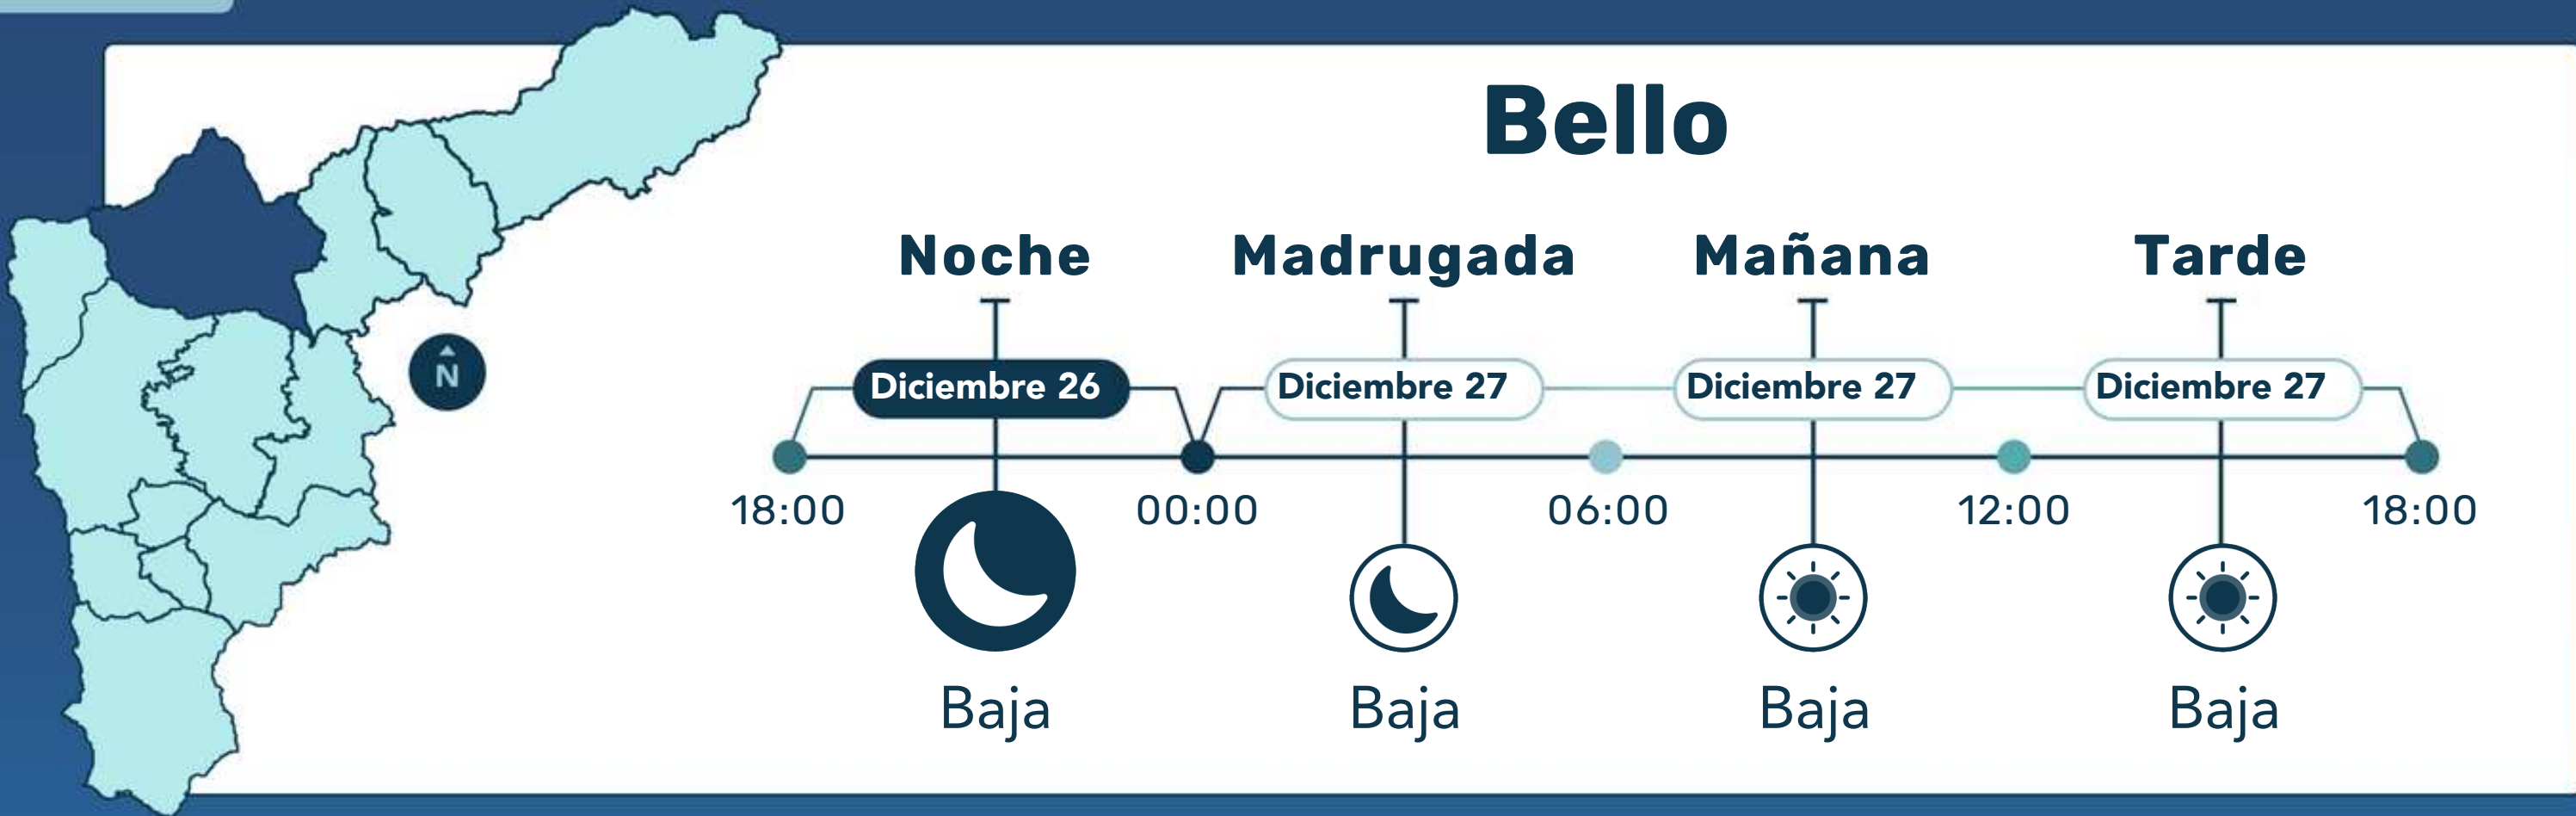 Bello
Noche Madrugada Mañana Tarde
N
Diciembre 26 Diciembre 27 Diciembre 27 Diciembre 27
18:00 00:00 06:00 12:00 18:00
Baja Baja Baja Baja